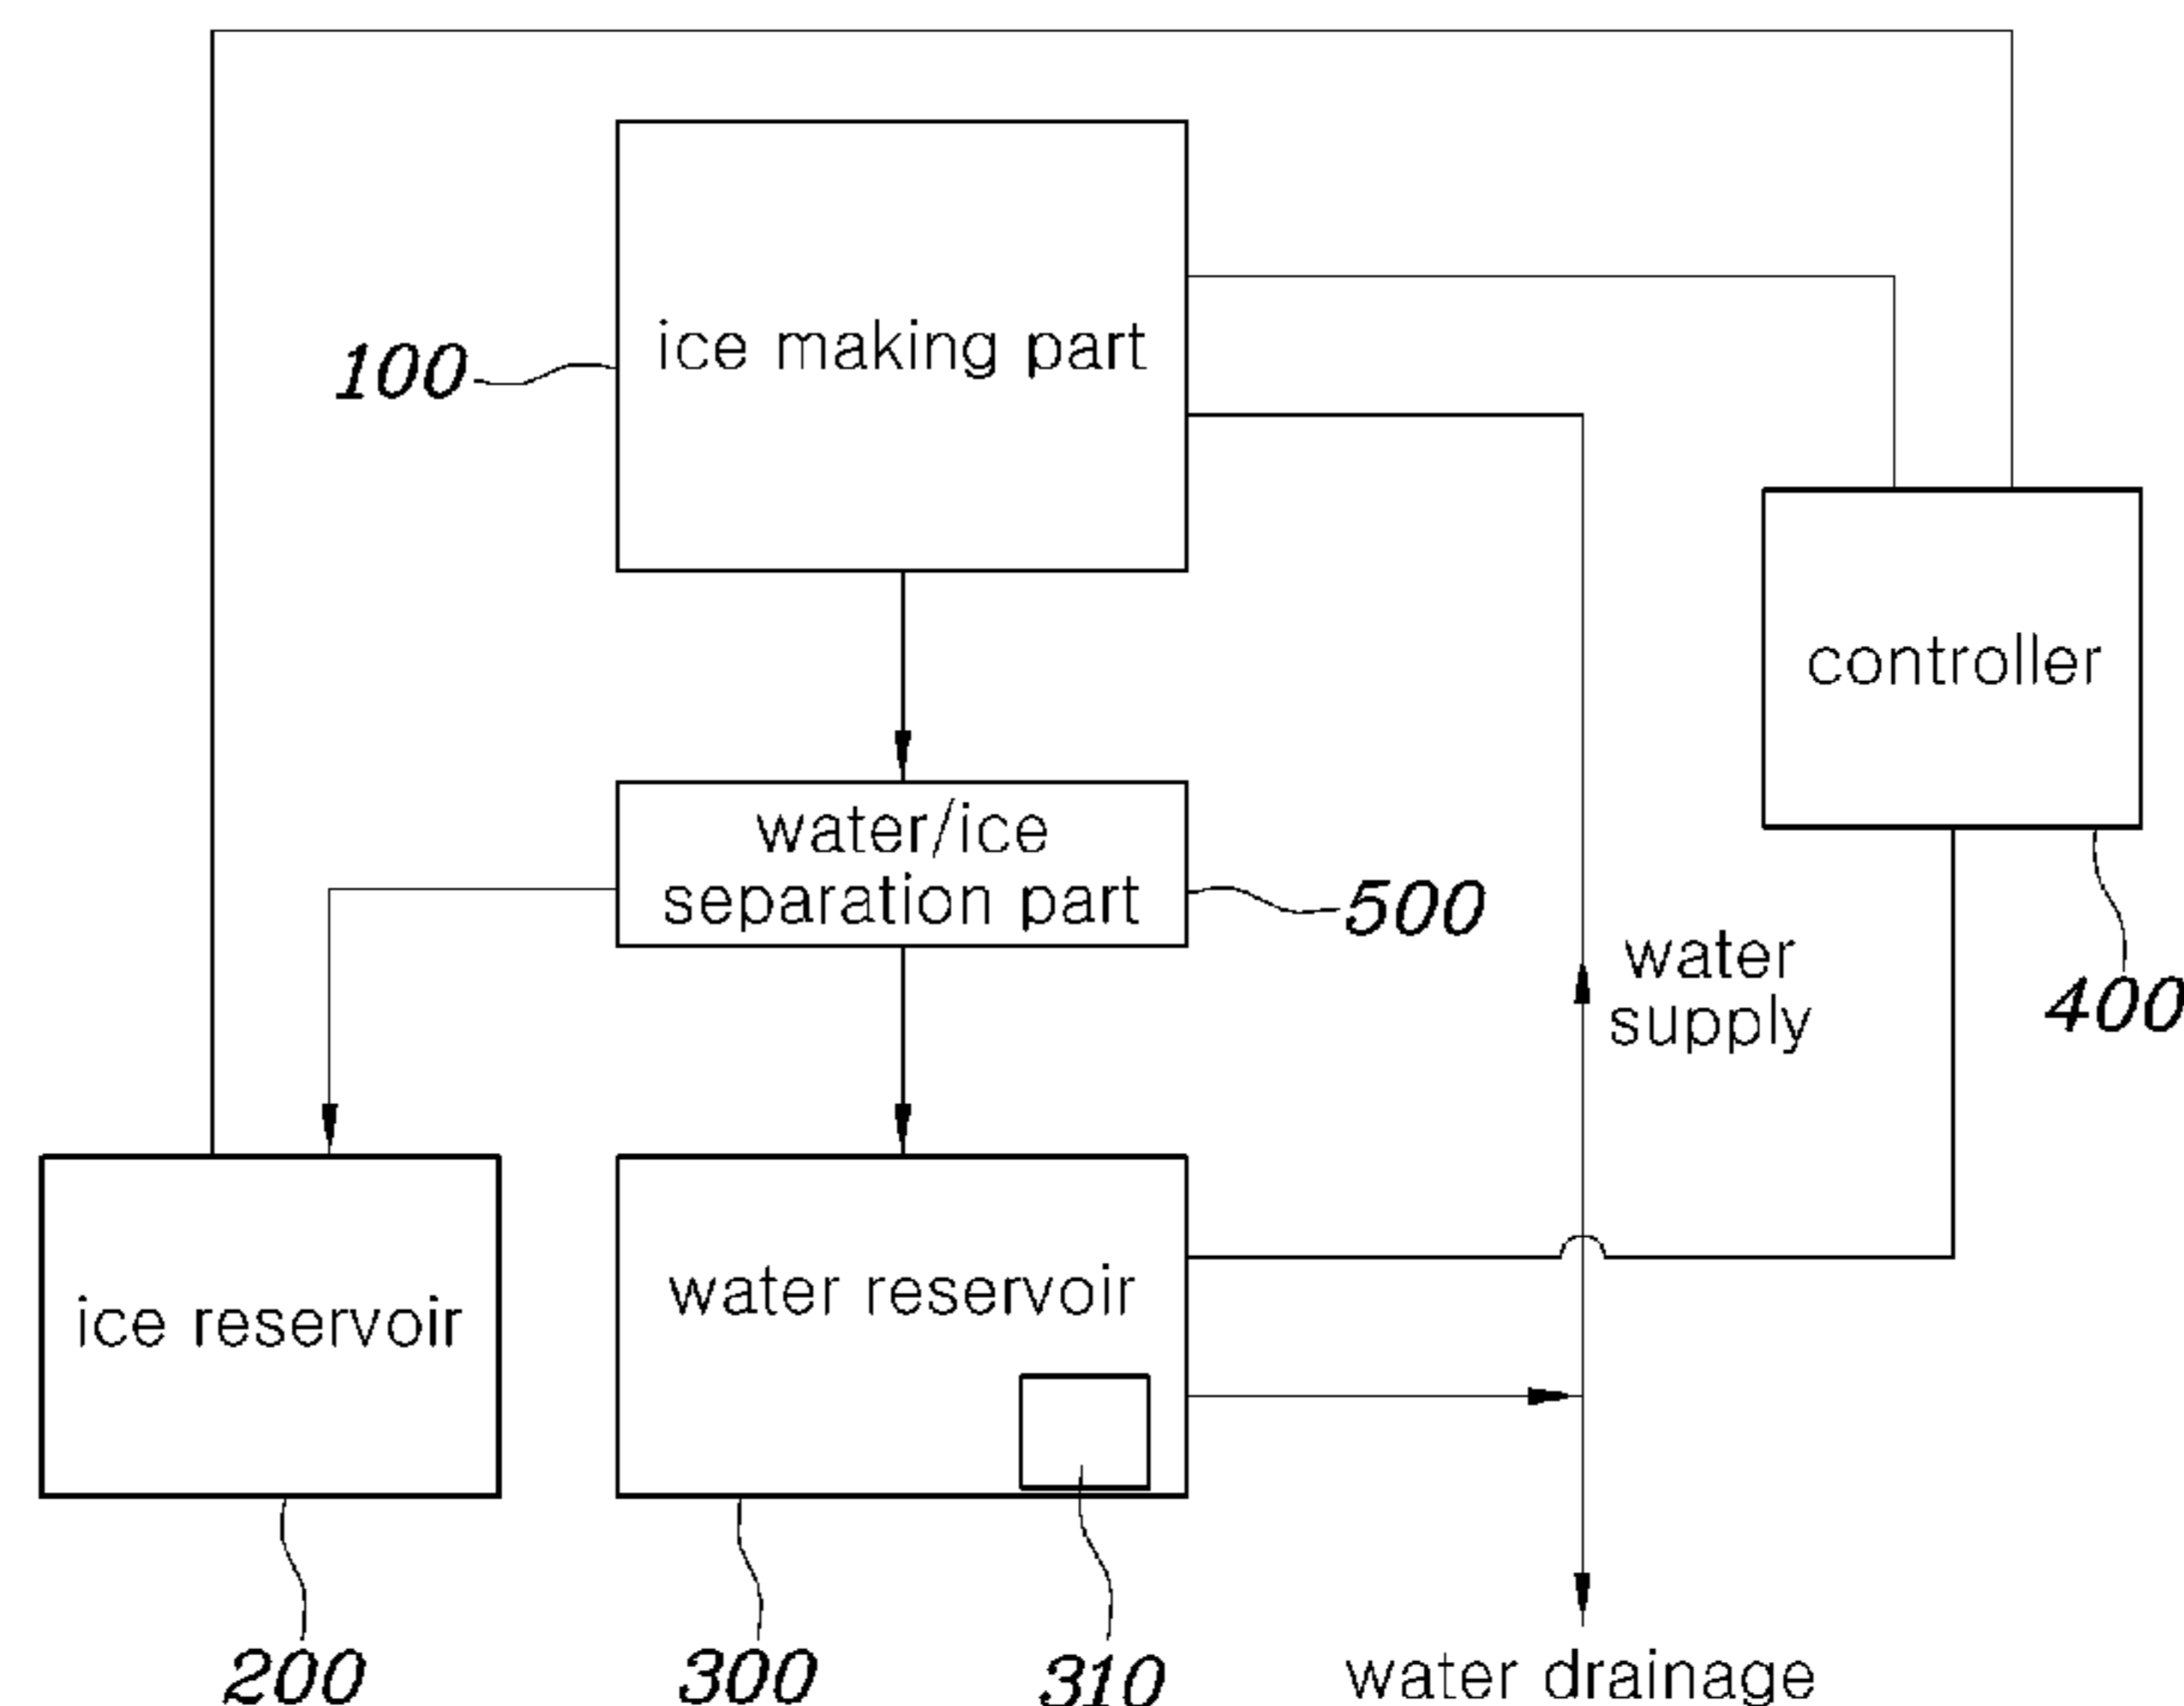 ice making part
100
controller
water/ice
separation part
500
water
supply
400
ice reservoir
water reservoir
200
300
310
water drainage